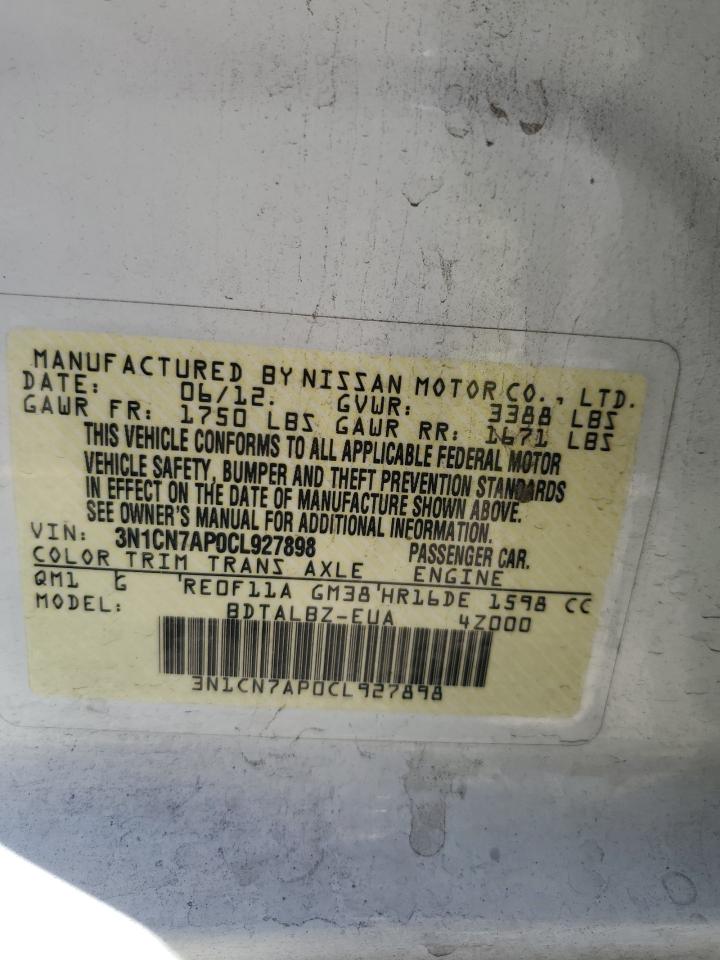 MANUFACTURED BY NISSAN MOTOR CO., LTD.
DATE: 06/12. GVWR: 3388 LBS
GAWR FR: 1750 LBS GAWR RR: 1671 LBS
THIS VEHICLE CONFORMS TO ALL APPLICABLE FEDERAL MOTOR
VEHICLE SAFETY, BUMPER AND THEFT PREVENTION STANDARDS
IN EFFECT ON THE DATE OF MANUFACTURE SHOWN ABOVE.
SEE OWNER'S MANUAL FOR ADDITIONAL INFORMATION.
VIN: 3N1CN7AP0CL927898 PASSENGER CAR.
COLOR TRIM TRANS AXLE ENGINE
QM1 G 'RE0F11A GM38'HR16DE 1598 CC
MODEL: BDTALBZ-EUA 4Z000
3N1CN7AP0CL927898